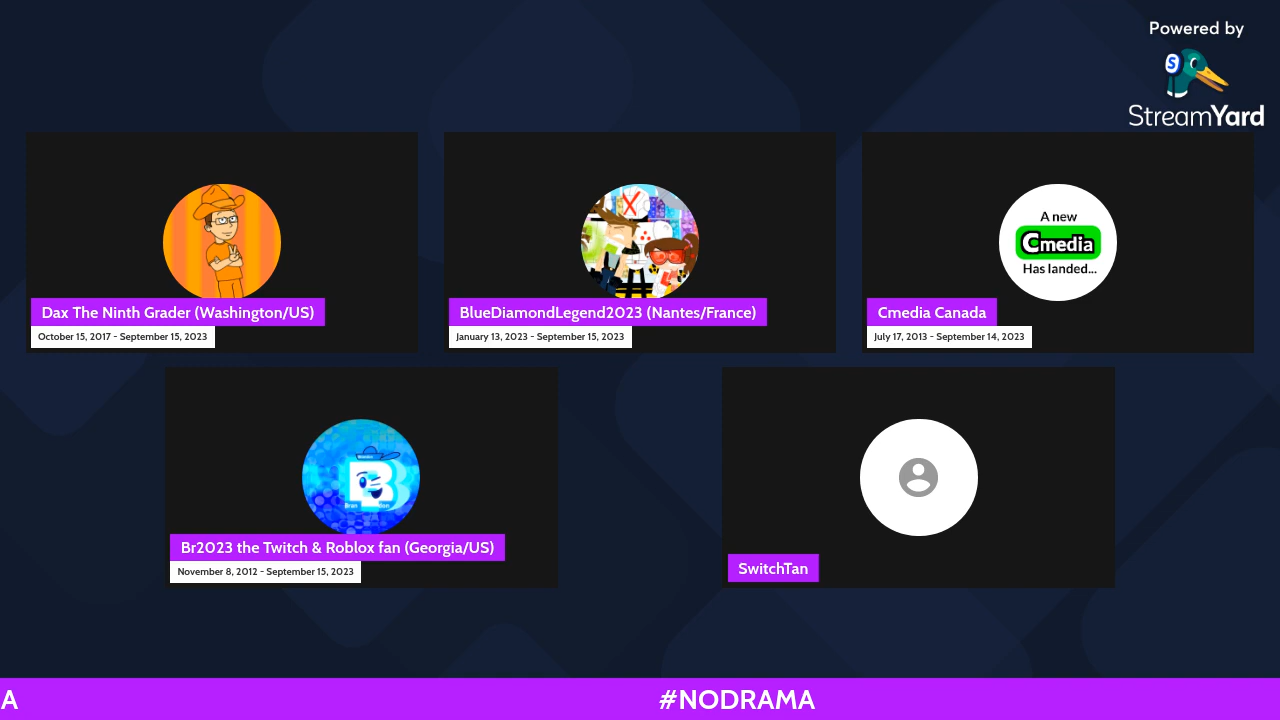 Powered by
StreamYard
A new
Cmedia
Has landed...
Dax The Ninth Grader (Washington/US)
October 15, 2017 - September 15, 2023
BlueDiamondLegend2023 (Nantes/France)
January 13, 2023 - September 15, 2023
Cmedia Canada
July 17, 2013 - September 14, 2023
B
Bran don
Br2023 the Twitch & Roblox fan (Georgia/US)
November 8, 2012 - September 15, 2023
SwitchTan
A
#NODRAMA